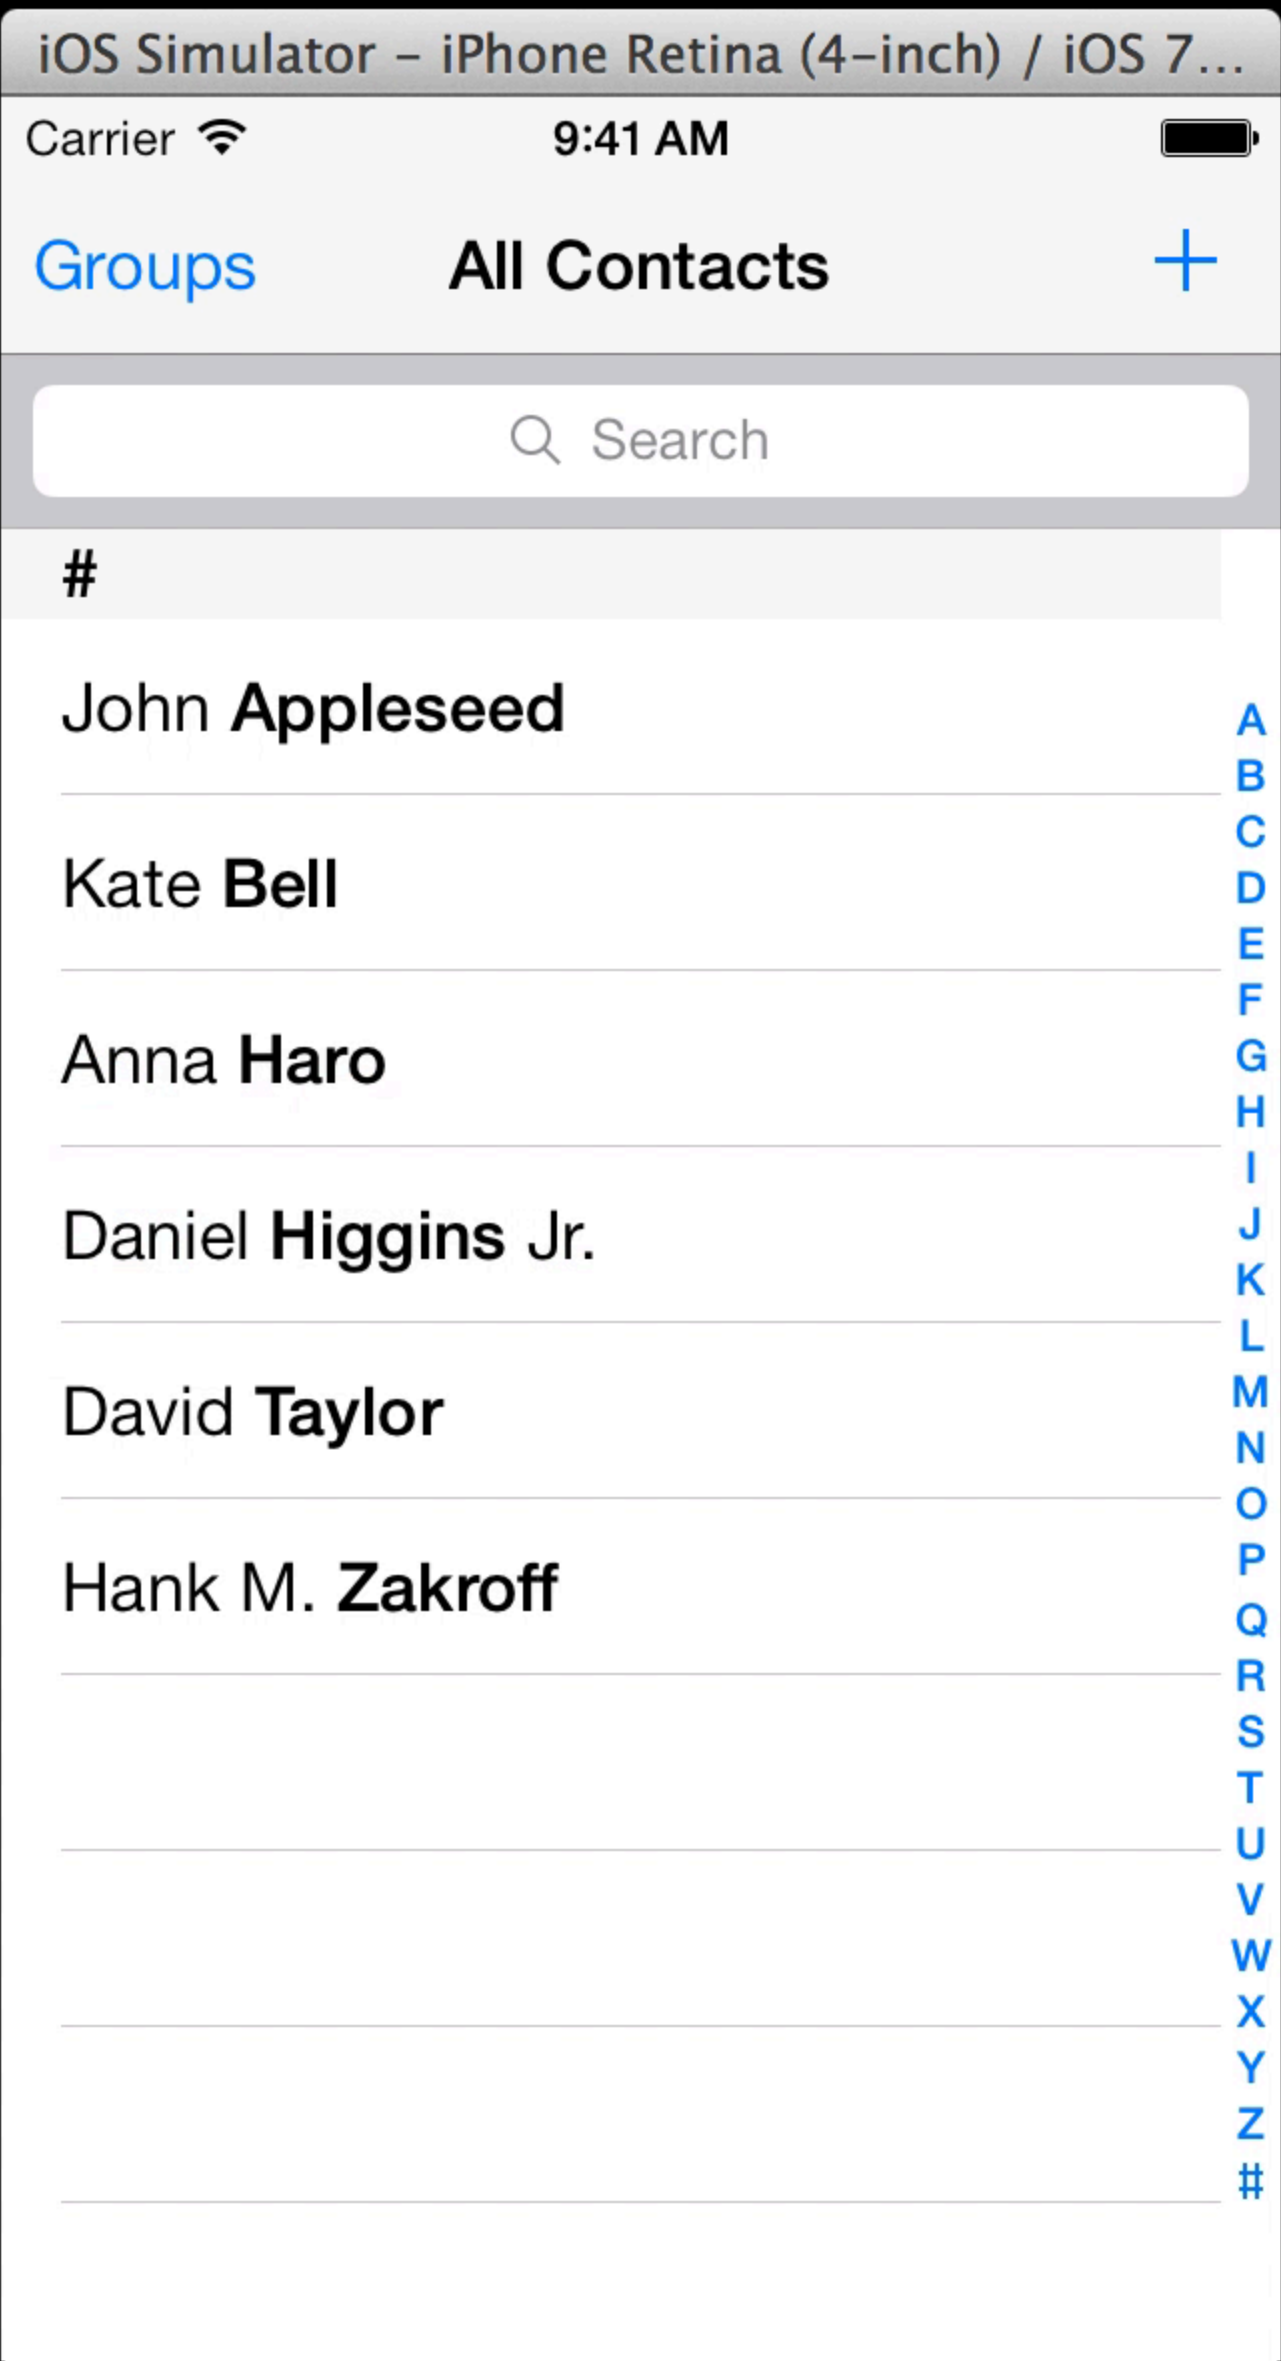 iOS Simulator – iPhone Retina (4-inch) / iOS 7...
Carrier 9:41 AM
Groups All Contacts +
Search
#
John Appleseed
Kate Bell
Anna Haro
Daniel Higgins Jr.
David Taylor
Hank M. Zakroff
A
B
C
D
E
F
G
H
I
J
K
L
M
N
O
P
Q
R
S
T
U
V
W
X
Y
Z
#